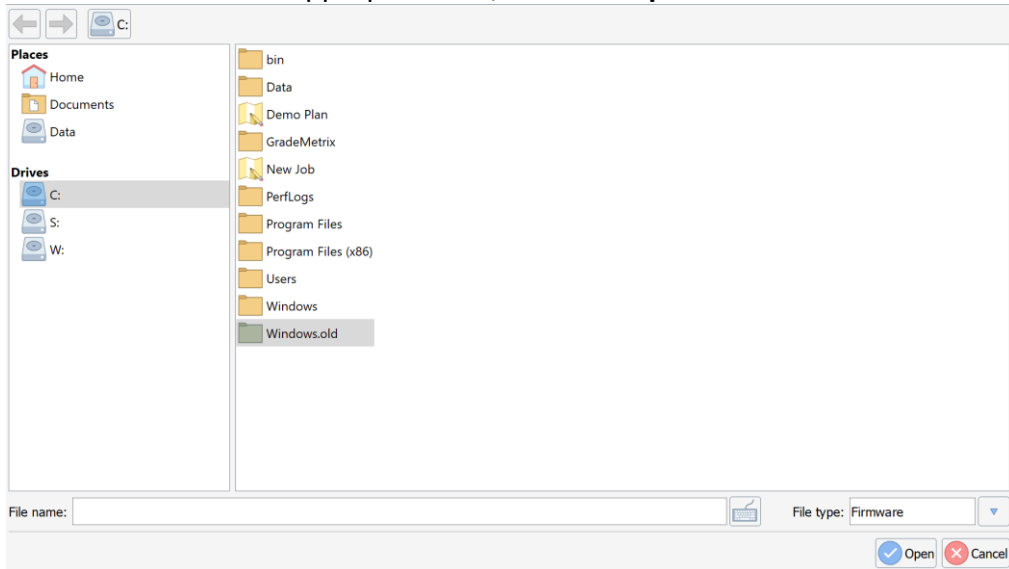 C:
Places
Home
Documents
Data
Drives
C:
S:
W:
bin
Data
Demo Plan
GradeMetrix
New Job
PerfLogs
Program Files
Program Files (x86)
Users
Windows
Windows.old
File name:
File type: Firmware
Open Cancel